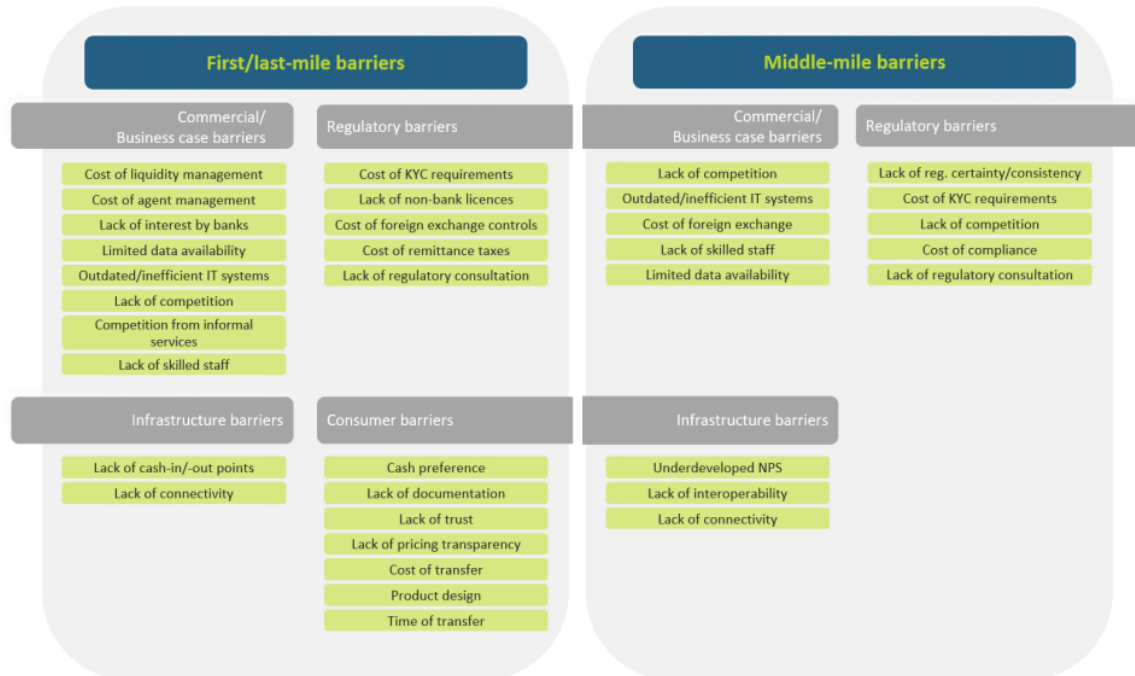 First/last-mile barriers
Commercial/
Business case barriers
Cost of liquidity management
Cost of agent management
Lack of interest by banks
Limited data availability
Outdated/inefficient IT systems
Lack of competition
Competition from informal
services
Lack of skilled staff
Regulatory barriers
Cost of KYC requirements
Lack of non-bank licences
Cost of foreign exchange controls
Cost of remittance taxes
Lack of regulatory consultation
Infrastructure barriers
Lack of cash-in/-out points
Lack of connectivity
Consumer barriers
Cash preference
Lack of documentation
Lack of trust
Lack of pricing transparency
Cost of transfer
Product design
Time of transfer
Middle-mile barriers
Commercial/
Business case barriers
Lack of competition
Outdated/inefficient IT systems
Cost of foreign exchange
Lack of skilled staff
Limited data availability
Regulatory barriers
Lack of reg. certainty/consistency
Cost of KYC requirements
Lack of competition
Cost of compliance
Lack of regulatory consultation
Infrastructure barriers
Underdeveloped NPS
Lack of interoperability
Lack of connectivity